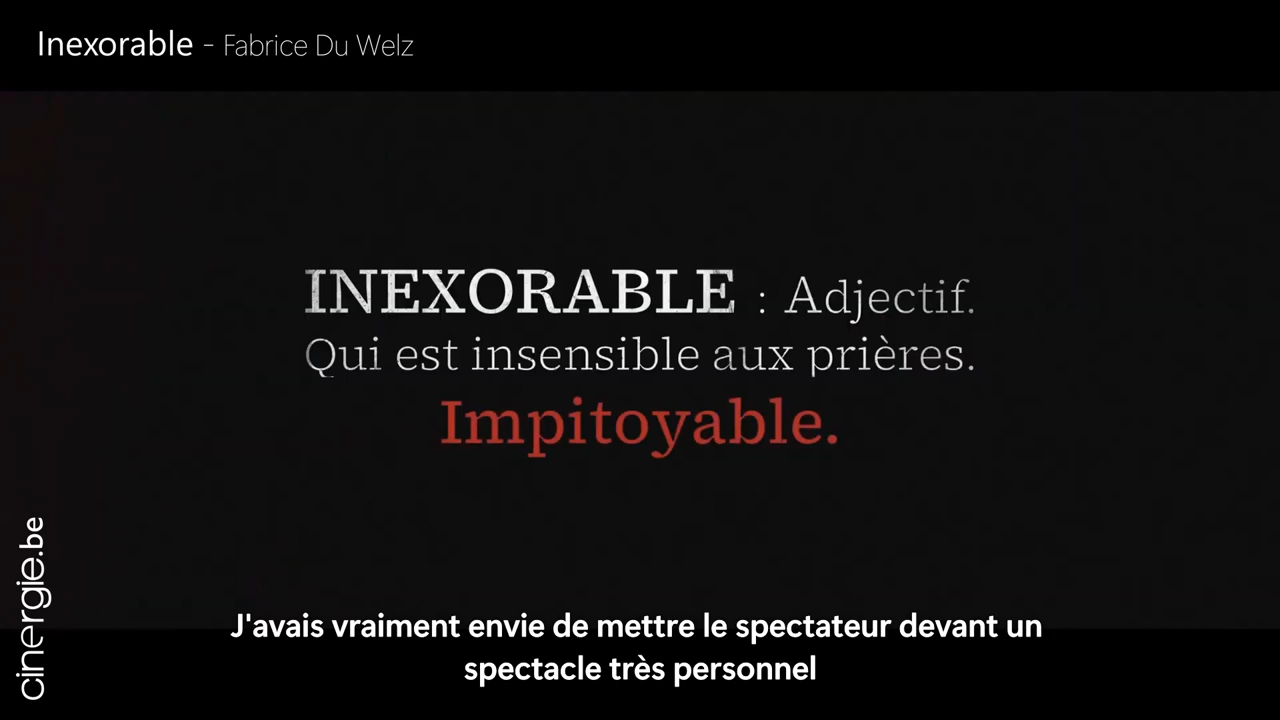 Inexorable - Fabrice Du Welz
INEXORABLE : Adjectif.
Qui est insensible aux prières.
Impitoyable.
cinergie.be
J'avais vraiment envie de mettre le spectateur devant un
spectacle très personnel